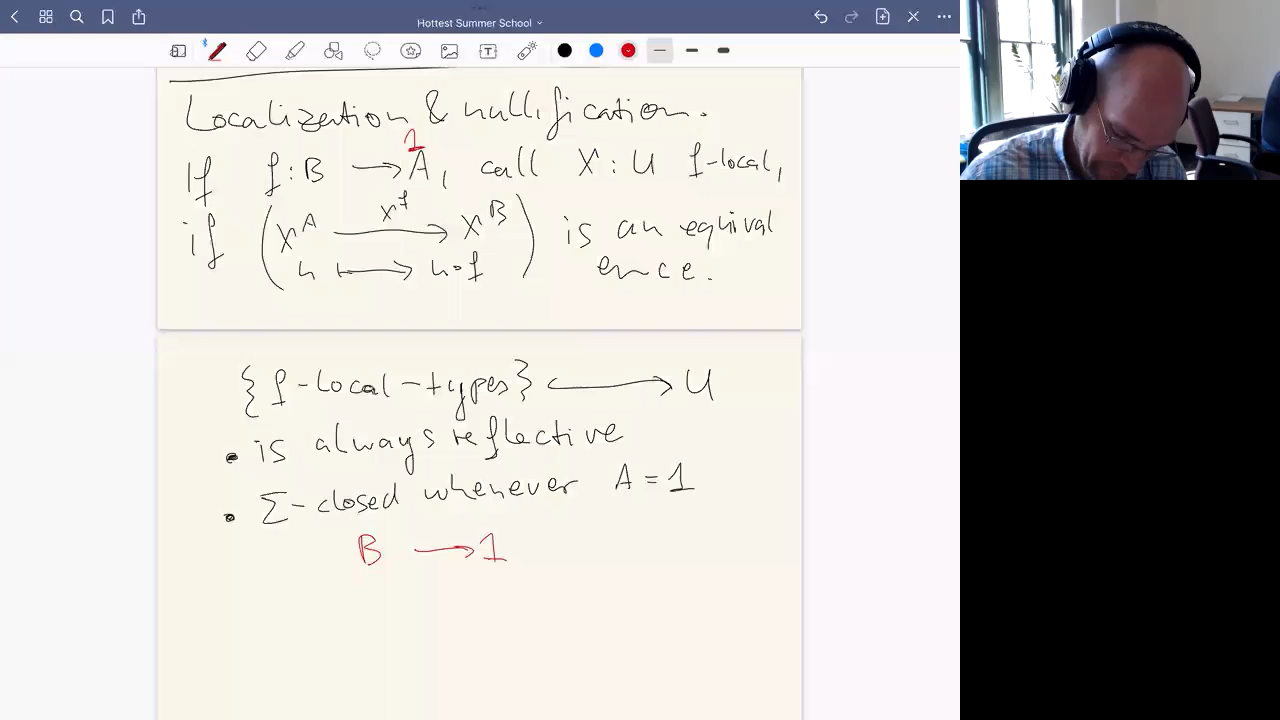 Hottest Summer School
Localization & nullification.
1
If f : B → A, call X : U f-local,
if ( X^A —X^f→ X^B ) is an equival
( h ↦ h∘f ) ence.
{f-local-types} ⟶ U
• is always reflective
• Σ-closed whenever A = 1
B → 1